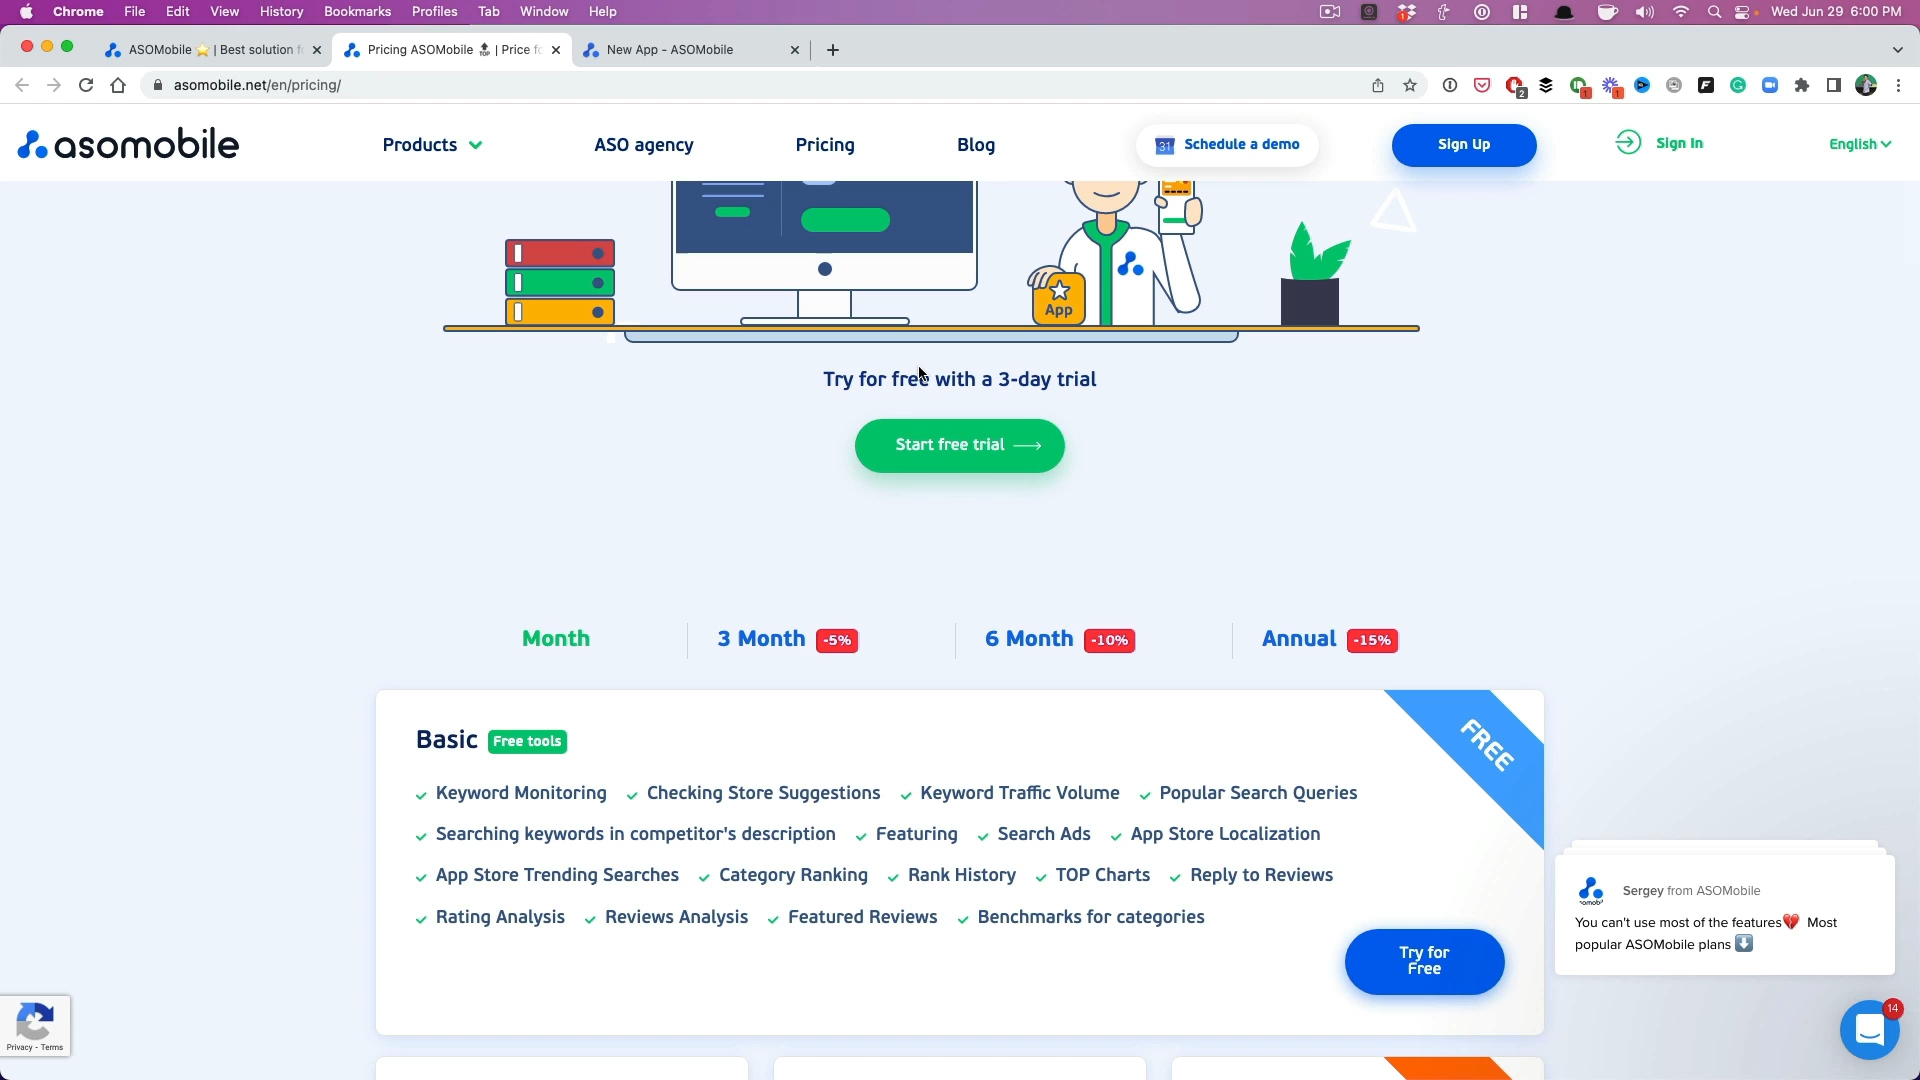 Chrome File Edit View History Bookmarks Profiles Tab Window Help Wed Jun 29 6:00 PM
ASOMobile ⭐ | Best solution f Pricing ASOMobile 🔝 | Price fo New App - ASOMobile
asomobile.net/en/pricing/
asomobile Products ASO agency Pricing Blog 31 Schedule a demo Sign Up Sign In English
App
Try for free with a 3-day trial
Start free trial
Month 3 Month -5% 6 Month -10% Annual -15%
Basic Free tools
FREE
Keyword Monitoring Checking Store Suggestions Keyword Traffic Volume Popular Search Queries
Searching keywords in competitor's description Featuring Search Ads App Store Localization
App Store Trending Searches Category Ranking Rank History TOP Charts Reply to Reviews
Rating Analysis Reviews Analysis Featured Reviews Benchmarks for categories
Try for
Free
Sergey from ASOMobile
You can't use most of the features💔 Most
popular ASOMobile plans ⬇️
14
Privacy - Terms